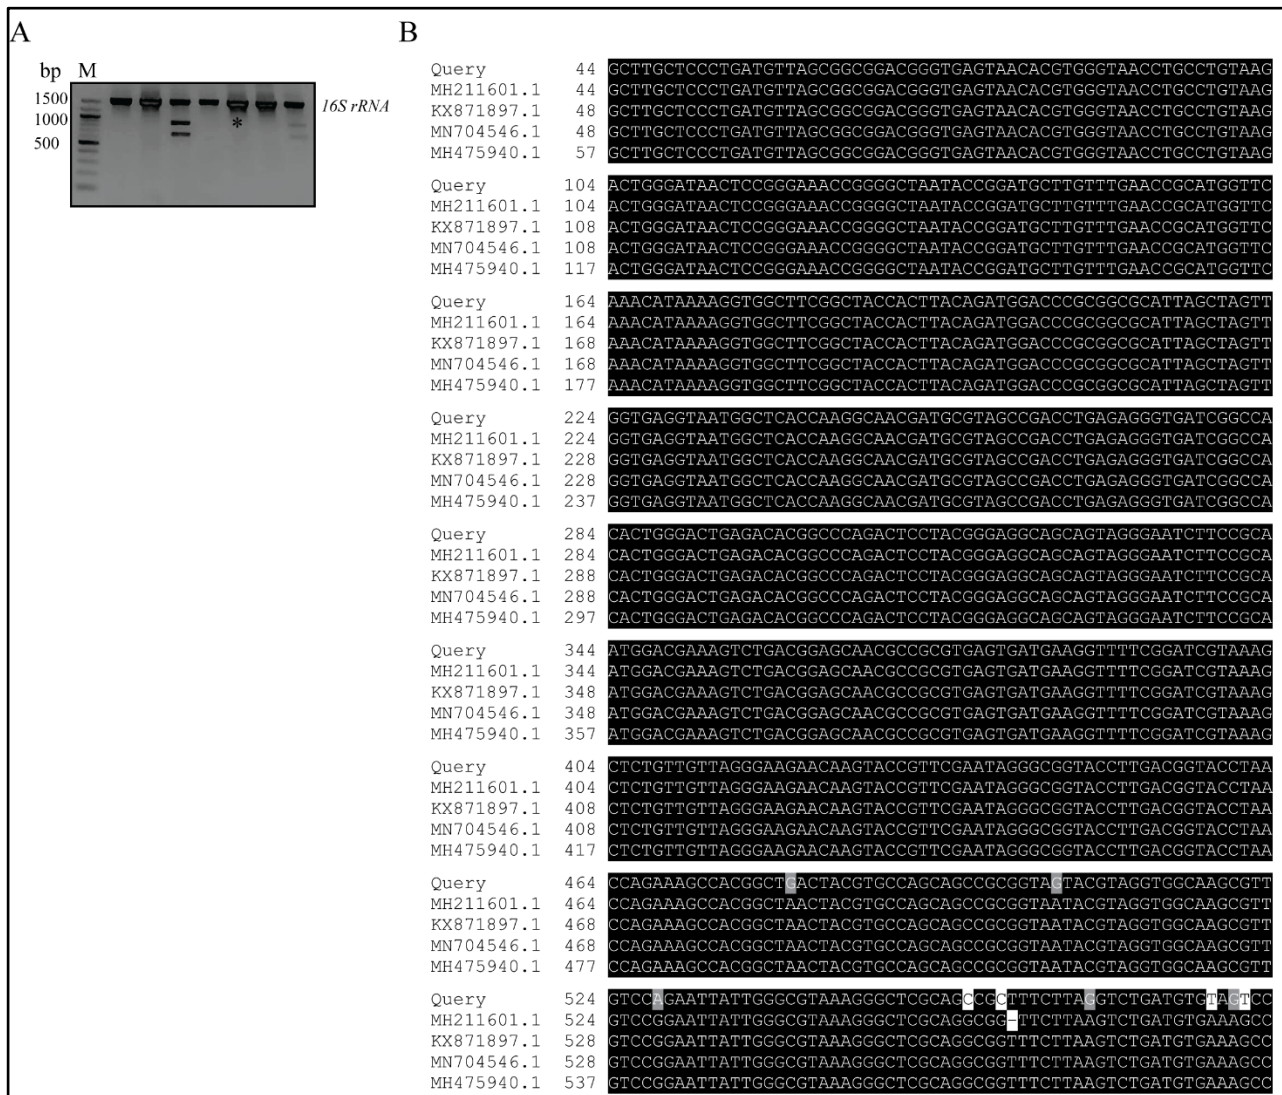 A
B
bp M
1500
1000
500
16S rRNA
*
Query 44 GCTTGCTCCCTGATGTTAGCGGCGGACGGGTGAGTAACACGTGGGTAACCTGCCTGTAAG
MH211601.1 44 GCTTGCTCCCTGATGTTAGCGGCGGACGGGTGAGTAACACGTGGGTAACCTGCCTGTAAG
KX871897.1 48 GCTTGCTCCCTGATGTTAGCGGCGGACGGGTGAGTAACACGTGGGTAACCTGCCTGTAAG
MN704546.1 48 GCTTGCTCCCTGATGTTAGCGGCGGACGGGTGAGTAACACGTGGGTAACCTGCCTGTAAG
MH475940.1 57 GCTTGCTCCCTGATGTTAGCGGCGGACGGGTGAGTAACACGTGGGTAACCTGCCTGTAAG
Query 104 ACTGGGATAACTCCGGGAAACCGGGGCTAATACCGGATGCTTGTTTGAACCGCATGGTTC
MH211601.1 104 ACTGGGATAACTCCGGGAAACCGGGGCTAATACCGGATGCTTGTTTGAACCGCATGGTTC
KX871897.1 108 ACTGGGATAACTCCGGGAAACCGGGGCTAATACCGGATGCTTGTTTGAACCGCATGGTTC
MN704546.1 108 ACTGGGATAACTCCGGGAAACCGGGGCTAATACCGGATGCTTGTTTGAACCGCATGGTTC
MH475940.1 117 ACTGGGATAACTCCGGGAAACCGGGGCTAATACCGGATGCTTGTTTGAACCGCATGGTTC
Query 164 AAACATAAAAGGTGGCTTCGGCTACCACTTACAGATGGACCCGCGGCGCATTAGCTAGTT
MH211601.1 164 AAACATAAAAGGTGGCTTCGGCTACCACTTACAGATGGACCCGCGGCGCATTAGCTAGTT
KX871897.1 168 AAACATAAAAGGTGGCTTCGGCTACCACTTACAGATGGACCCGCGGCGCATTAGCTAGTT
MN704546.1 168 AAACATAAAAGGTGGCTTCGGCTACCACTTACAGATGGACCCGCGGCGCATTAGCTAGTT
MH475940.1 177 AAACATAAAAGGTGGCTTCGGCTACCACTTACAGATGGACCCGCGGCGCATTAGCTAGTT
Query 224 GGTGAGGTAATGGCTCACCAAGGCAACGATGCGTAGCCGACCTGAGAGGGTGATCGGCCA
MH211601.1 224 GGTGAGGTAATGGCTCACCAAGGCAACGATGCGTAGCCGACCTGAGAGGGTGATCGGCCA
KX871897.1 228 GGTGAGGTAATGGCTCACCAAGGCAACGATGCGTAGCCGACCTGAGAGGGTGATCGGCCA
MN704546.1 228 GGTGAGGTAATGGCTCACCAAGGCAACGATGCGTAGCCGACCTGAGAGGGTGATCGGCCA
MH475940.1 237 GGTGAGGTAATGGCTCACCAAGGCAACGATGCGTAGCCGACCTGAGAGGGTGATCGGCCA
Query 284 CACTGGGACTGAGACACGGCCCAGACTCCTACGGGAGGCAGCAGTAGGGAATCTTCCGCA
MH211601.1 284 CACTGGGACTGAGACACGGCCCAGACTCCTACGGGAGGCAGCAGTAGGGAATCTTCCGCA
KX871897.1 288 CACTGGGACTGAGACACGGCCCAGACTCCTACGGGAGGCAGCAGTAGGGAATCTTCCGCA
MN704546.1 288 CACTGGGACTGAGACACGGCCCAGACTCCTACGGGAGGCAGCAGTAGGGAATCTTCCGCA
MH475940.1 297 CACTGGGACTGAGACACGGCCCAGACTCCTACGGGAGGCAGCAGTAGGGAATCTTCCGCA
Query 344 ATGGACGAAAGTCTGACGGAGCAACGCCGCGTGAGTGATGAAGGTTTTCGGATCGTAAAG
MH211601.1 344 ATGGACGAAAGTCTGACGGAGCAACGCCGCGTGAGTGATGAAGGTTTTCGGATCGTAAAG
KX871897.1 348 ATGGACGAAAGTCTGACGGAGCAACGCCGCGTGAGTGATGAAGGTTTTCGGATCGTAAAG
MN704546.1 348 ATGGACGAAAGTCTGACGGAGCAACGCCGCGTGAGTGATGAAGGTTTTCGGATCGTAAAG
MH475940.1 357 ATGGACGAAAGTCTGACGGAGCAACGCCGCGTGAGTGATGAAGGTTTTCGGATCGTAAAG
Query 404 CTCTGTTGTTAGGGAAGAACAAGTACCGTTCGAATAGGGCGGTACCTTGACGGTACCTAA
MH211601.1 404 CTCTGTTGTTAGGGAAGAACAAGTACCGTTCGAATAGGGCGGTACCTTGACGGTACCTAA
KX871897.1 408 CTCTGTTGTTAGGGAAGAACAAGTACCGTTCGAATAGGGCGGTACCTTGACGGTACCTAA
MN704546.1 408 CTCTGTTGTTAGGGAAGAACAAGTACCGTTCGAATAGGGCGGTACCTTGACGGTACCTAA
MH475940.1 417 CTCTGTTGTTAGGGAAGAACAAGTACCGTTCGAATAGGGCGGTACCTTGACGGTACCTAA
Query 464 CCAGAAAGCCACGGCTGACTACGTGCCAGCAGCCGCGGTAGTACGTAGGTGGCAAGCGTT
MH211601.1 464 CCAGAAAGCCACGGCTAACTACGTGCCAGCAGCCGCGGTAATACGTAGGTGGCAAGCGTT
KX871897.1 468 CCAGAAAGCCACGGCTAACTACGTGCCAGCAGCCGCGGTAATACGTAGGTGGCAAGCGTT
MN704546.1 468 CCAGAAAGCCACGGCTAACTACGTGCCAGCAGCCGCGGTAATACGTAGGTGGCAAGCGTT
MH475940.1 477 CCAGAAAGCCACGGCTAACTACGTGCCAGCAGCCGCGGTAATACGTAGGTGGCAAGCGTT
Query 524 GTCCAGAATTATTGGGCGTAAAGGGCTCGCAGCCGCTTTCTTAGGTCTGATGTGTAGTCC
MH211601.1 524 GTCCGGAATTATTGGGCGTAAAGGGCTCGCAGGCGG-TTCTTAAGTCTGATGTGAAAGCC
KX871897.1 528 GTCCGGAATTATTGGGCGTAAAGGGCTCGCAGGCGGTTTCTTAAGTCTGATGTGAAAGCC
MN704546.1 528 GTCCGGAATTATTGGGCGTAAAGGGCTCGCAGGCGGTTTCTTAAGTCTGATGTGAAAGCC
MH475940.1 537 GTCCGGAATTATTGGGCGTAAAGGGCTCGCAGGCGGTTTCTTAAGTCTGATGTGAAAGCC